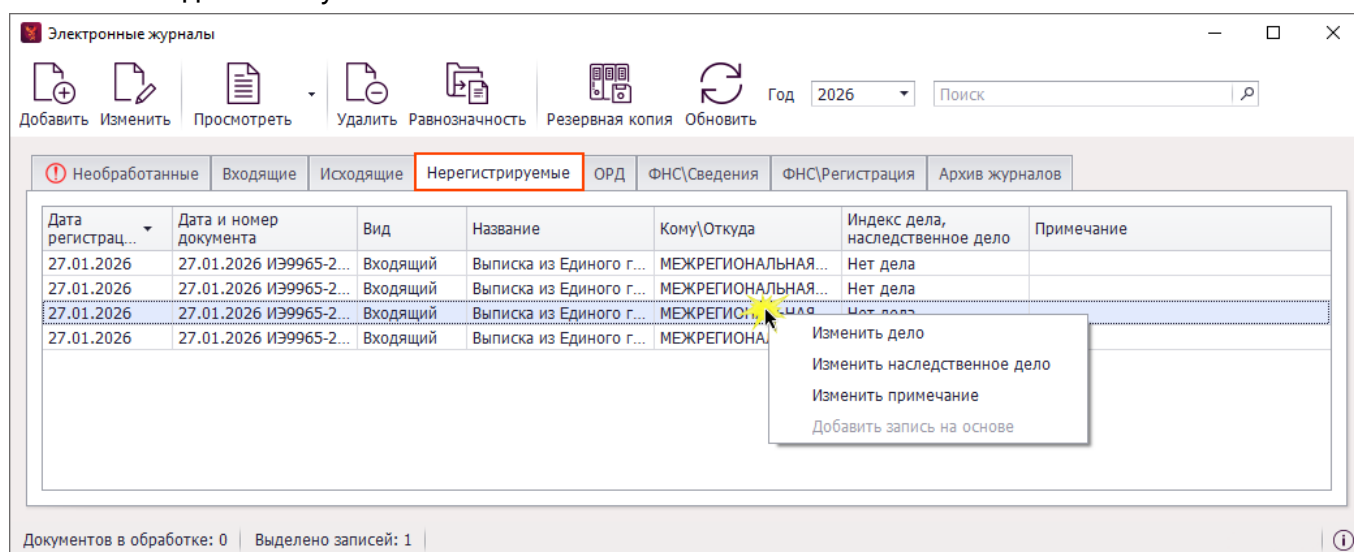 Электронные журналы
Добавить Изменить Просмотреть Удалить Равнозначность Резервная копия Обновить Год 2026 Поиск
Необработанные Входящие Исходящие Нерегистрируемые ОРД ФНС\Сведения ФНС\Регистрация Архив журналов
Дата регистрац... Дата и номер документа Вид Название Кому\Откуда Индекс дела, наследственное дело Примечание
27.01.2026 27.01.2026 ИЭ9965-2... Входящий Выписка из Единого г... МЕЖРЕГИОНАЛЬНАЯ... Нет дела
27.01.2026 27.01.2026 ИЭ9965-2... Входящий Выписка из Единого г... МЕЖРЕГИОНАЛЬНАЯ... Нет дела
27.01.2026 27.01.2026 ИЭ9965-2... Входящий Выписка из Единого г... Нет дела
27.01.2026 27.01.2026 ИЭ9965-2... Входящий Выписка из Единого г...
Изменить дело
Изменить наследственное дело
Изменить примечание
Добавить запись на основе
Документов в обработке: 0 Выделено записей: 1